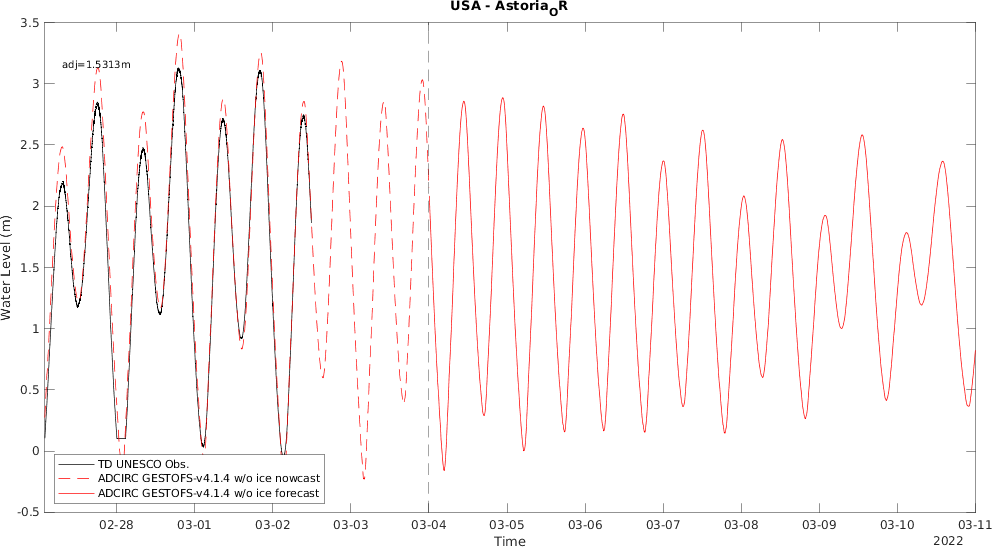 USA - Astoria_OR
3.5
adj=1.5313m
3
2.5
2
1.5
1
0.5
0
-0.5
Water Level (m)
TD UNESCO Obs.
ADCIRC GESTOFS-v4.1.4 w/o ice nowcast
ADCIRC GESTOFS-v4.1.4 w/o ice forecast
02-28 03-01 03-02 03-03 03-04 03-05 03-06 03-07 03-08 03-09 03-10 03-11
Time
2022